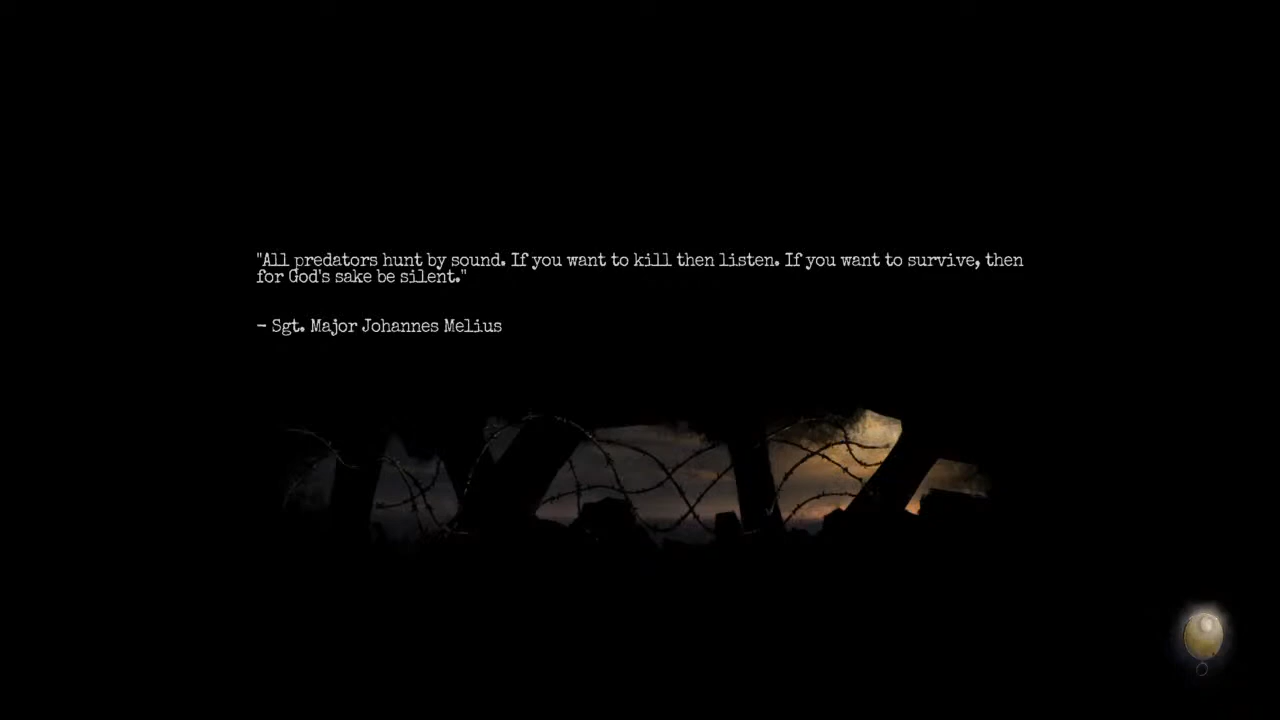 "All predators hunt by sound. If you want to kill then listen. If you want to survive, then
for God's sake be silent."
- Sgt. Major Johannes Melius